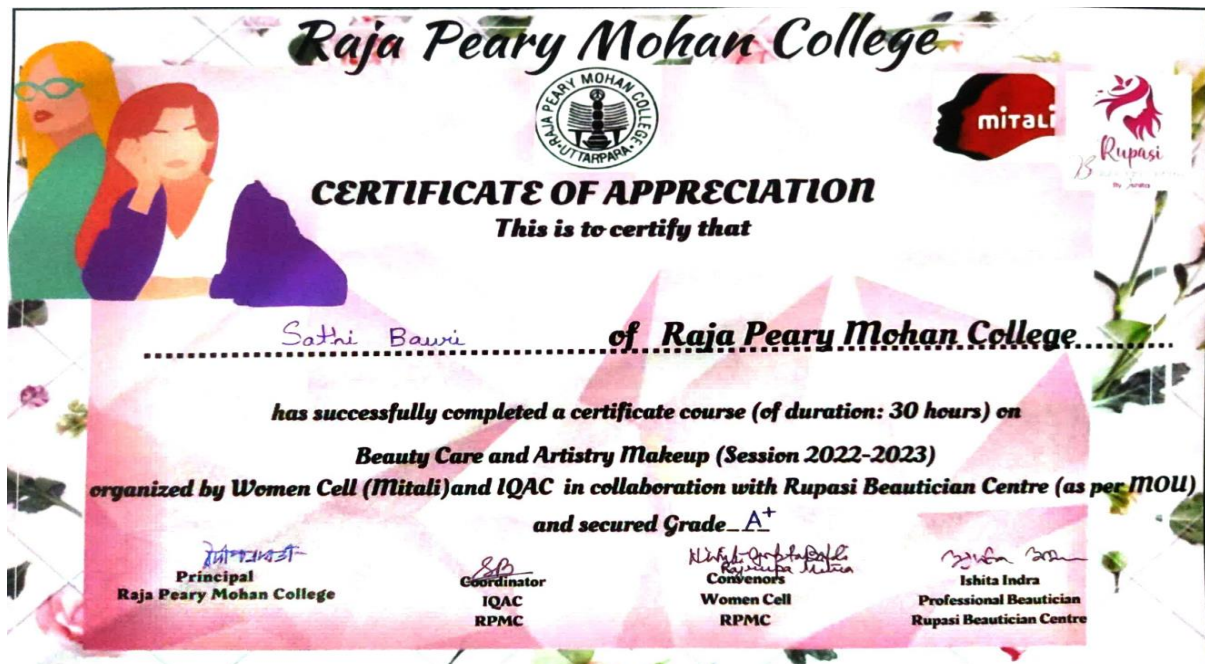 Raja Peary Mohan College
RAJA PEARY MOHAN COLLEGE
UTTARPARA
mitali
Rupasi
By Ishita
CERTIFICATE OF APPRECIATION
This is to certify that
Sathi Bauri of Raja Peary Mohan College
has successfully completed a certificate course (of duration: 30 hours) on
Beauty Care and Artistry Makeup (Session 2022-2023)
organized by Women Cell (Mitali)and IQAC in collaboration with Rupasi Beautician Centre (as per MOU)
and secured Grade A+
Principal
Raja Peary Mohan College
SB
Coordinator
IQAC
RPMC
Rajanya Mitra
Convenors
Women Cell
RPMC
Ishita Indra
Professional Beautician
Rupasi Beautician Centre